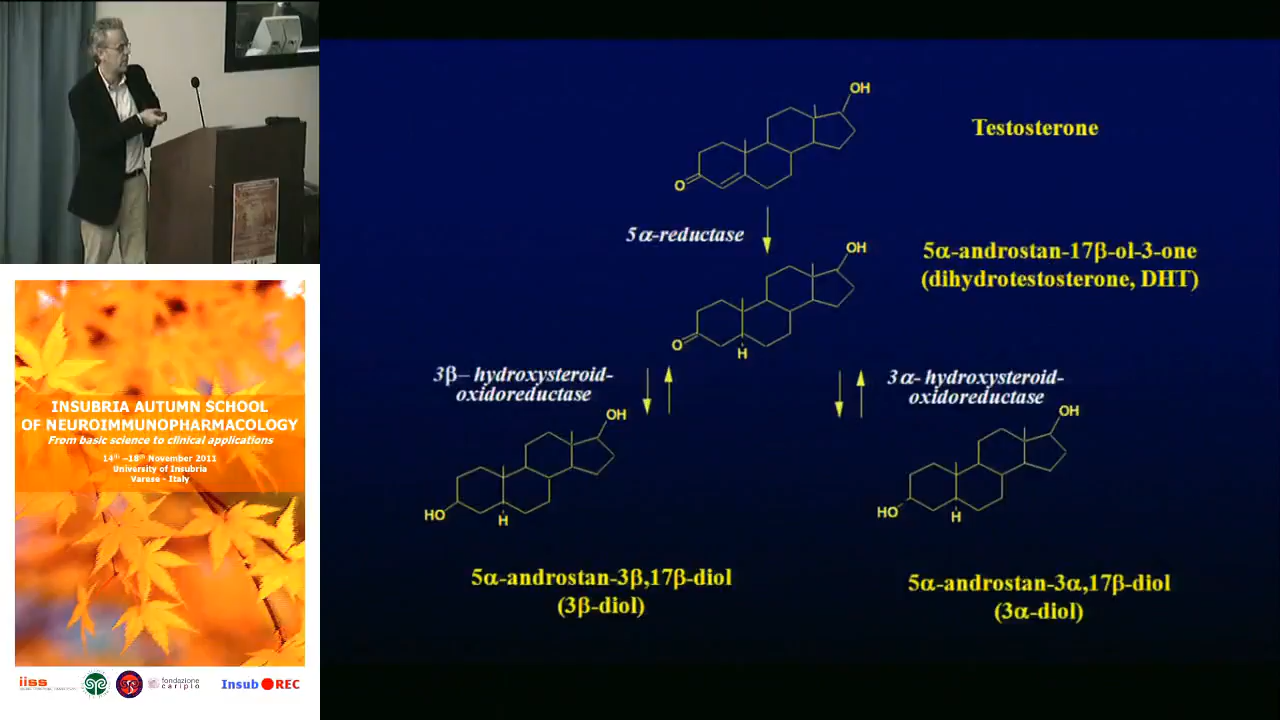 OH
Testosterone
O
5α-reductase
OH
5α-androstan-17β-ol-3-one
(dihydrotestosterone, DHT)
O
H
3β– hydroxysteroid-
oxidoreductase
3α- hydroxysteroid-
oxidoreductase
OH
OH
HO
H
HO
H
5α-androstan-3β,17β-diol
(3β-diol)
5α-androstan-3α,17β-diol
(3α-diol)
INSUBRIA AUTUMN SCHOOL
OF NEUROIMMUNOPHARMACOLOGY
From basic science to clinical applications
14th –18th November 2011
University of Insubria
Varese - Italy
iiss
fondazione
cariplo
Insub REC